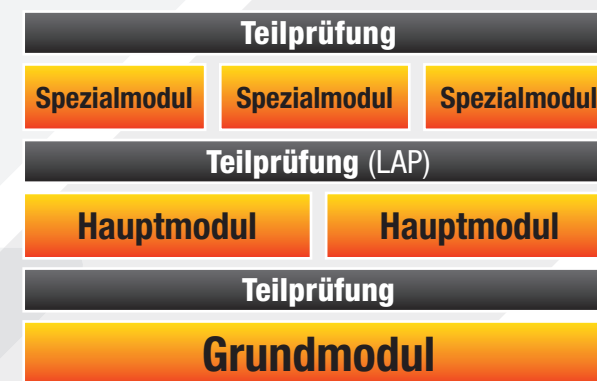 Teilprüfung
Spezialmodul Spezialmodul Spezialmodul
Teilprüfung (LAP)
Hauptmodul Hauptmodul
Teilprüfung
Grundmodul